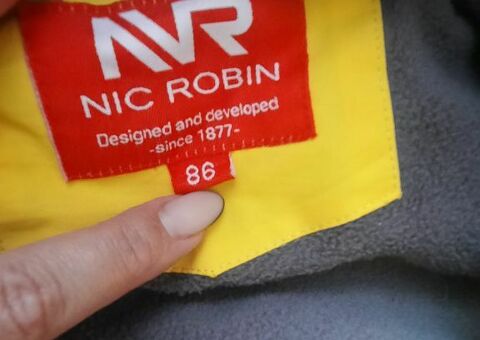 NR
NIC ROBIN
Designed and developed
-since 1877-
86